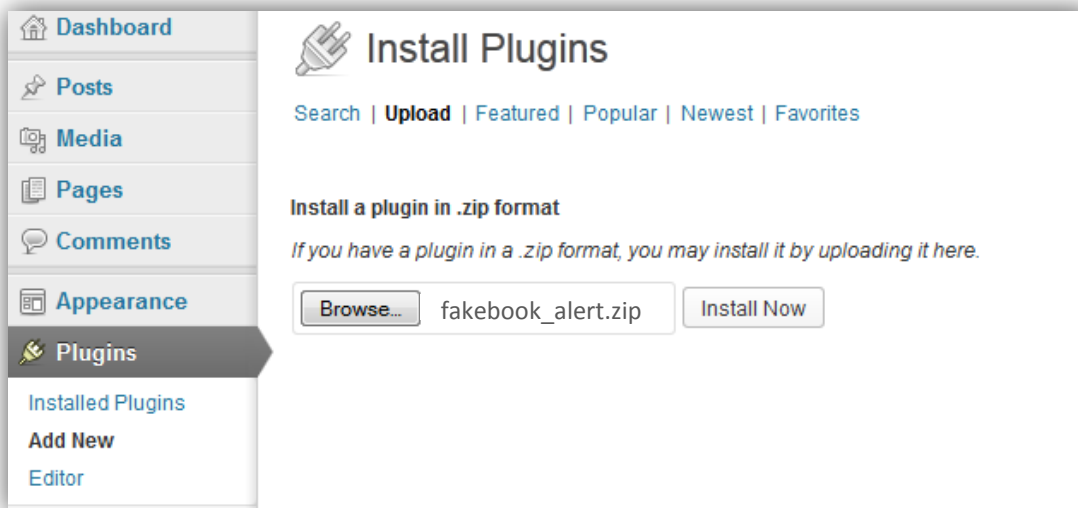 Dashboard
Posts
Media
Pages
Comments
Appearance
Plugins
Installed Plugins
Add New
Editor
Install Plugins
Search | Upload | Featured | Popular | Newest | Favorites
Install a plugin in .zip format
If you have a plugin in a .zip format, you may install it by uploading it here.
Browse... fakebook_alert.zip Install Now